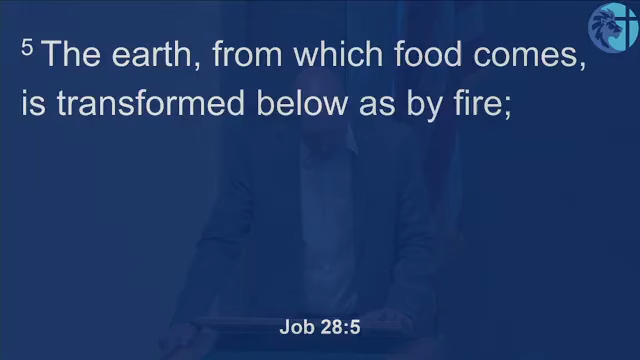 5 The earth, from which food comes,
is transformed below as by fire;
Job 28:5